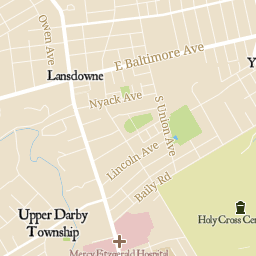 Owen Ave
E Baltimore Ave
Lansdowne
Nyack Ave
S Union Ave
Lincoln Ave
Bally Rd
Upper Darby
Township
Holy Cross Cem
Mercy Fitzgerald Hospital
Y